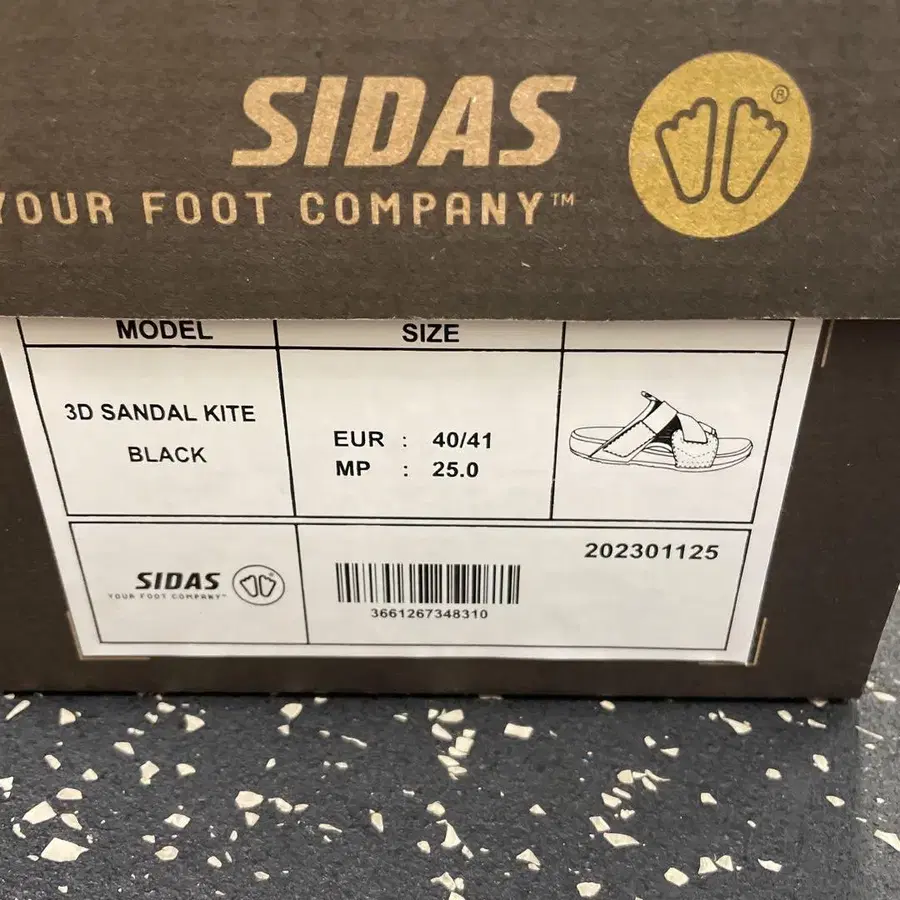 SIDAS
®
YOUR FOOT COMPANY™
MODEL SIZE
3D SANDAL KITE
BLACK
EUR : 40/41
MP : 25.0
SIDAS
YOUR FOOT COMPANY™
202301125
3661267348310